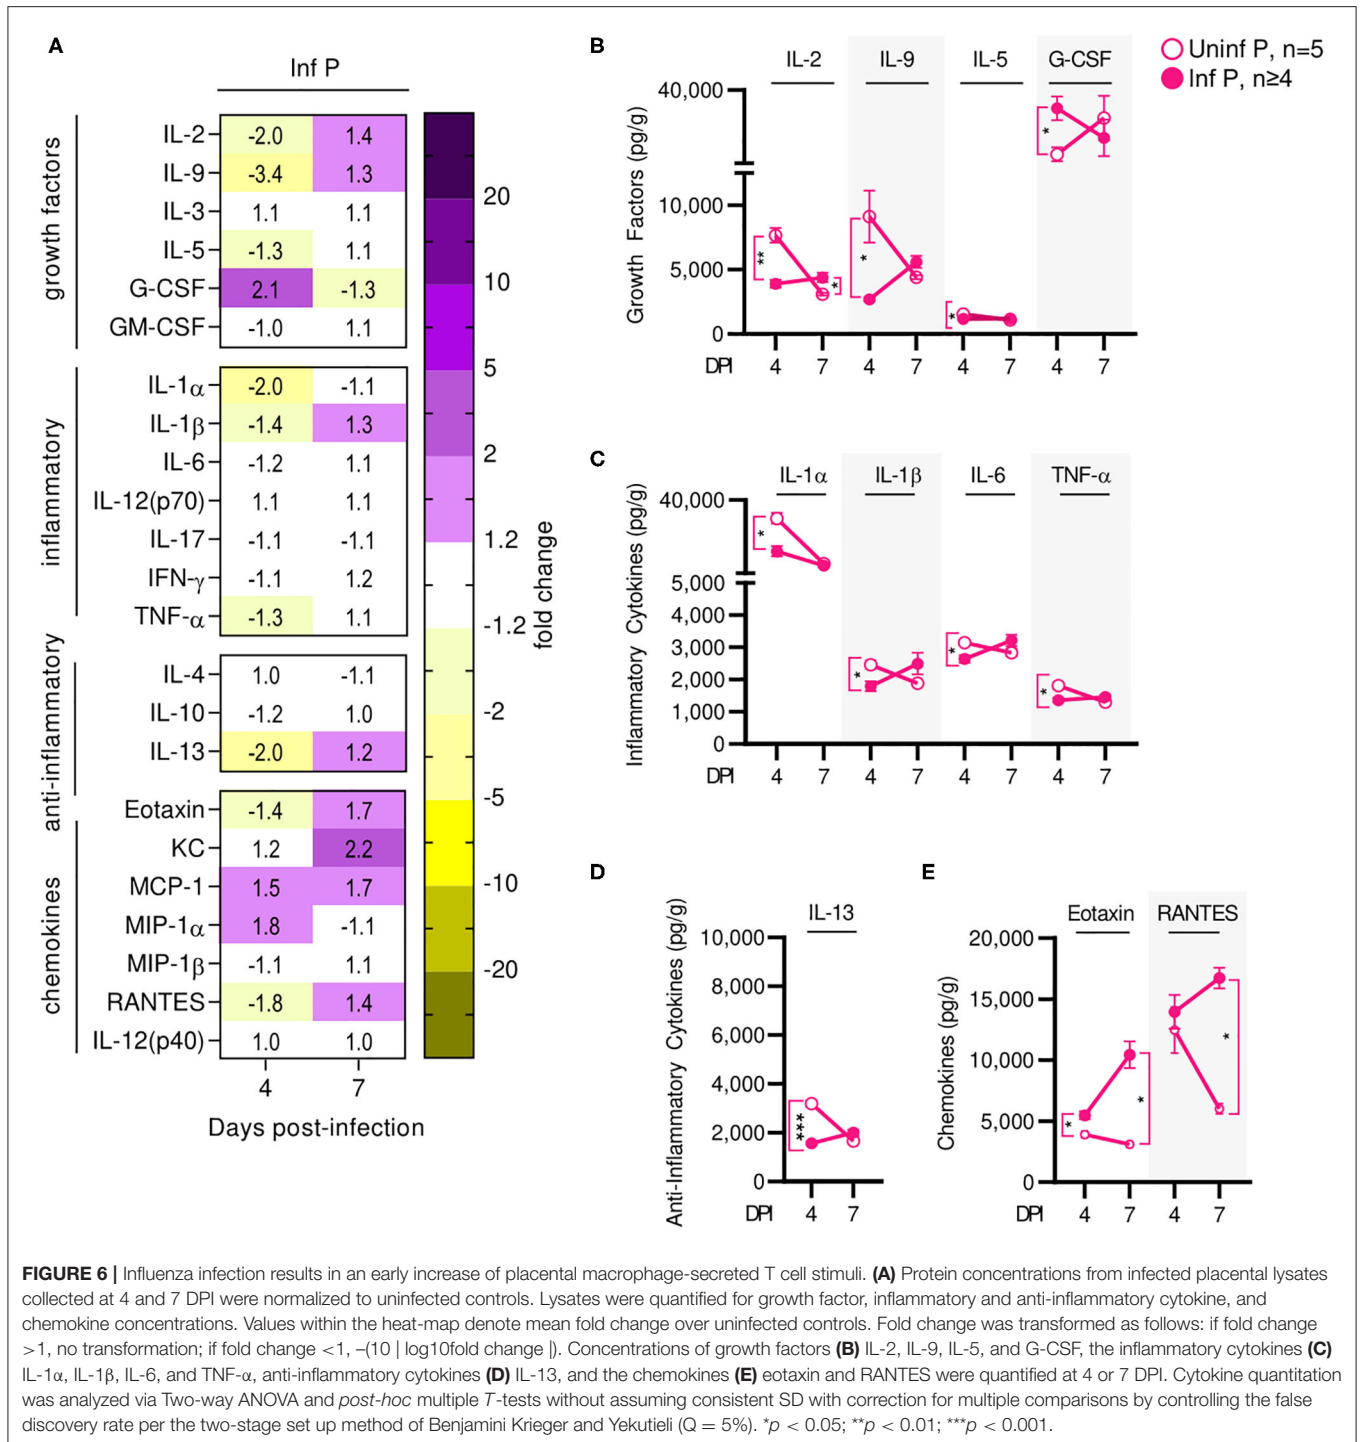 A
Inf P
growth factors
IL-2 -2.0 1.4
IL-9 -3.4 1.3
IL-3 1.1 1.1
IL-5 -1.3 1.1
G-CSF 2.1 -1.3
GM-CSF -1.0 1.1
inflammatory
IL-1α -2.0 -1.1
IL-1β -1.4 1.3
IL-6 -1.2 1.1
IL-12(p70) 1.1 1.1
IL-17 -1.1 -1.1
IFN-γ -1.1 1.2
TNF-α -1.3 1.1
anti-inflammatory
IL-4 1.0 -1.1
IL-10 -1.2 1.0
IL-13 -2.0 1.2
chemokines
Eotaxin -1.4 1.7
KC 1.2 2.2
MCP-1 1.5 1.7
MIP-1α 1.8 -1.1
MIP-1β -1.1 1.1
RANTES -1.8 1.4
IL-12(p40) 1.0 1.0
4 7
Days post-infection
20
10
5
2
1.2
-1.2
-2
-5
-10
-20
fold change
B
IL-2 IL-9 IL-5 G-CSF
Uninf P, n=5
Inf P, n≥4
Growth Factors (pg/g)
40,000
10,000
5,000
0
** * * * *
DPI 4 7 4 7 4 7 4 7
C
IL-1α IL-1β IL-6 TNF-α
Inflammatory Cytokines (pg/g)
40,000
5,000
4,000
3,000
2,000
1,000
0
* * * *
DPI 4 7 4 7 4 7 4 7
D
IL-13
Anti-Inflammatory Cytokines (pg/g)
10,000
8,000
6,000
4,000
2,000
0
***
DPI 4 7
E
Eotaxin RANTES
Chemokines (pg/g)
20,000
15,000
10,000
5,000
0
* * *
DPI 4 7 4 7
FIGURE 6 | Influenza infection results in an early increase of placental macrophage-secreted T cell stimuli. (A) Protein concentrations from infected placental lysates
collected at 4 and 7 DPI were normalized to uninfected controls. Lysates were quantified for growth factor, inflammatory and anti-inflammatory cytokine, and
chemokine concentrations. Values within the heat-map denote mean fold change over uninfected controls. Fold change was transformed as follows: if fold change
>1, no transformation; if fold change <1, –(10 | log10fold change |). Concentrations of growth factors (B) IL-2, IL-9, IL-5, and G-CSF, the inflammatory cytokines (C)
IL-1α, IL-1β, IL-6, and TNF-α, anti-inflammatory cytokines (D) IL-13, and the chemokines (E) eotaxin and RANTES were quantified at 4 or 7 DPI. Cytokine quantitation
was analyzed via Two-way ANOVA and post-hoc multiple T-tests without assuming consistent SD with correction for multiple comparisons by controlling the false
discovery rate per the two-stage set up method of Benjamini Krieger and Yekutieli (Q = 5%). *p < 0.05; **p < 0.01; ***p < 0.001.